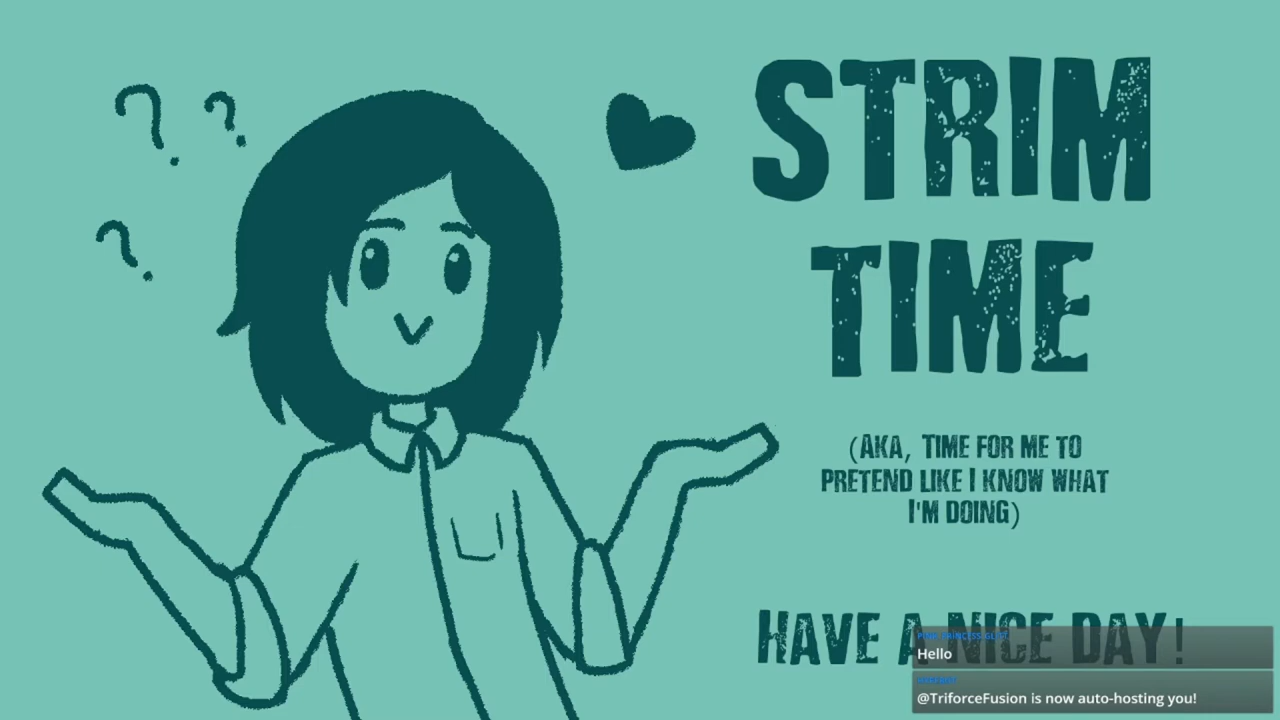 STRIM
TIME
(AKA, TIME FOR ME TO
PRETEND LIKE I KNOW WHAT
I'M DOING)
HAVE A NICE DAY!
Hello
@TriforceFusion is now auto-hosting you!